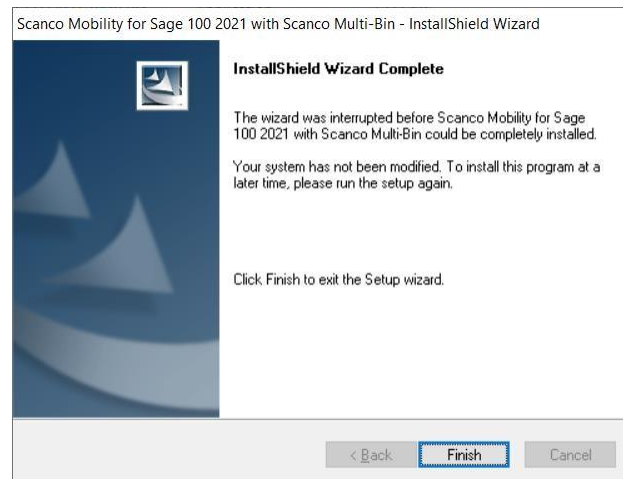 Scanco Mobility for Sage 100 2021 with Scanco Multi-Bin - InstallShield Wizard
InstallShield Wizard Complete
The wizard was interrupted before Scanco Mobility for Sage
100 2021 with Scanco Multi-Bin could be completely installed.
Your system has not been modified. To install this program at a
later time, please run the setup again.
Click Finish to exit the Setup wizard.
< Back
Finish
Cancel